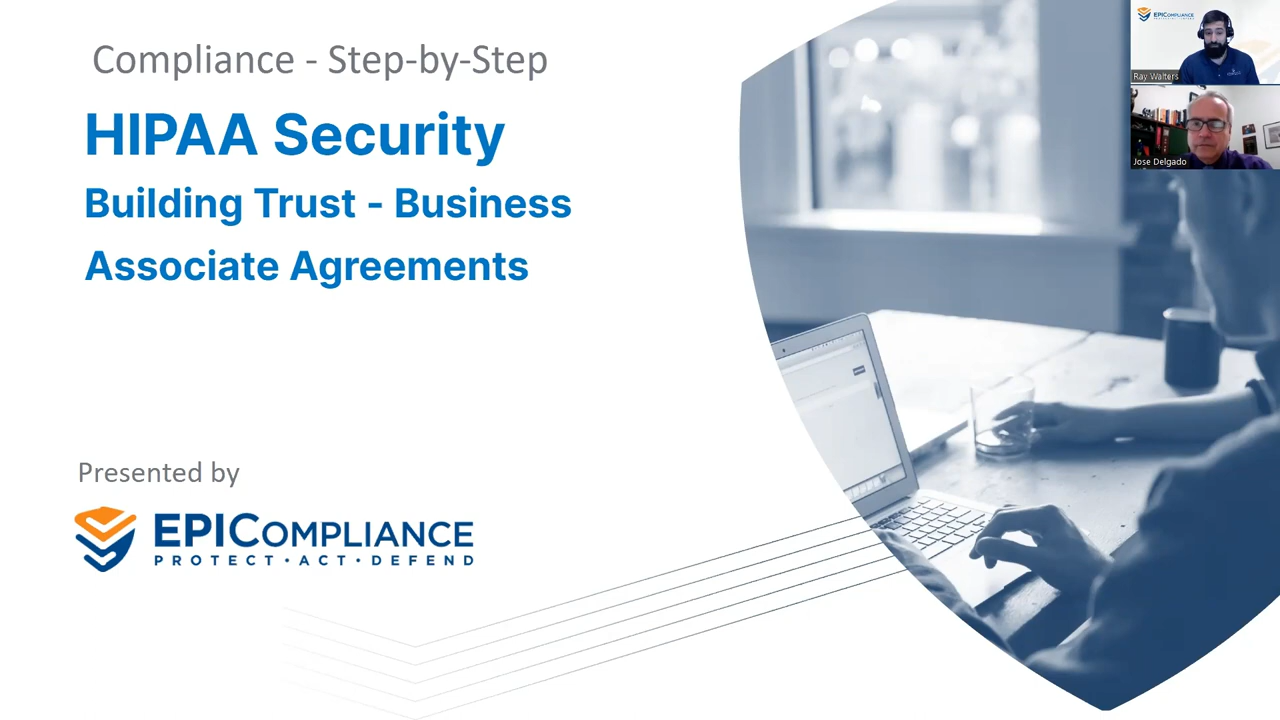 Compliance - Step-by-Step
HIPAA Security
Building Trust - Business
Associate Agreements
Presented by
EPICOMPLIANCE
PROTECT · ACT · DEFEND
EPICOMPLIANCE
Ray Walters
Jose Delgado